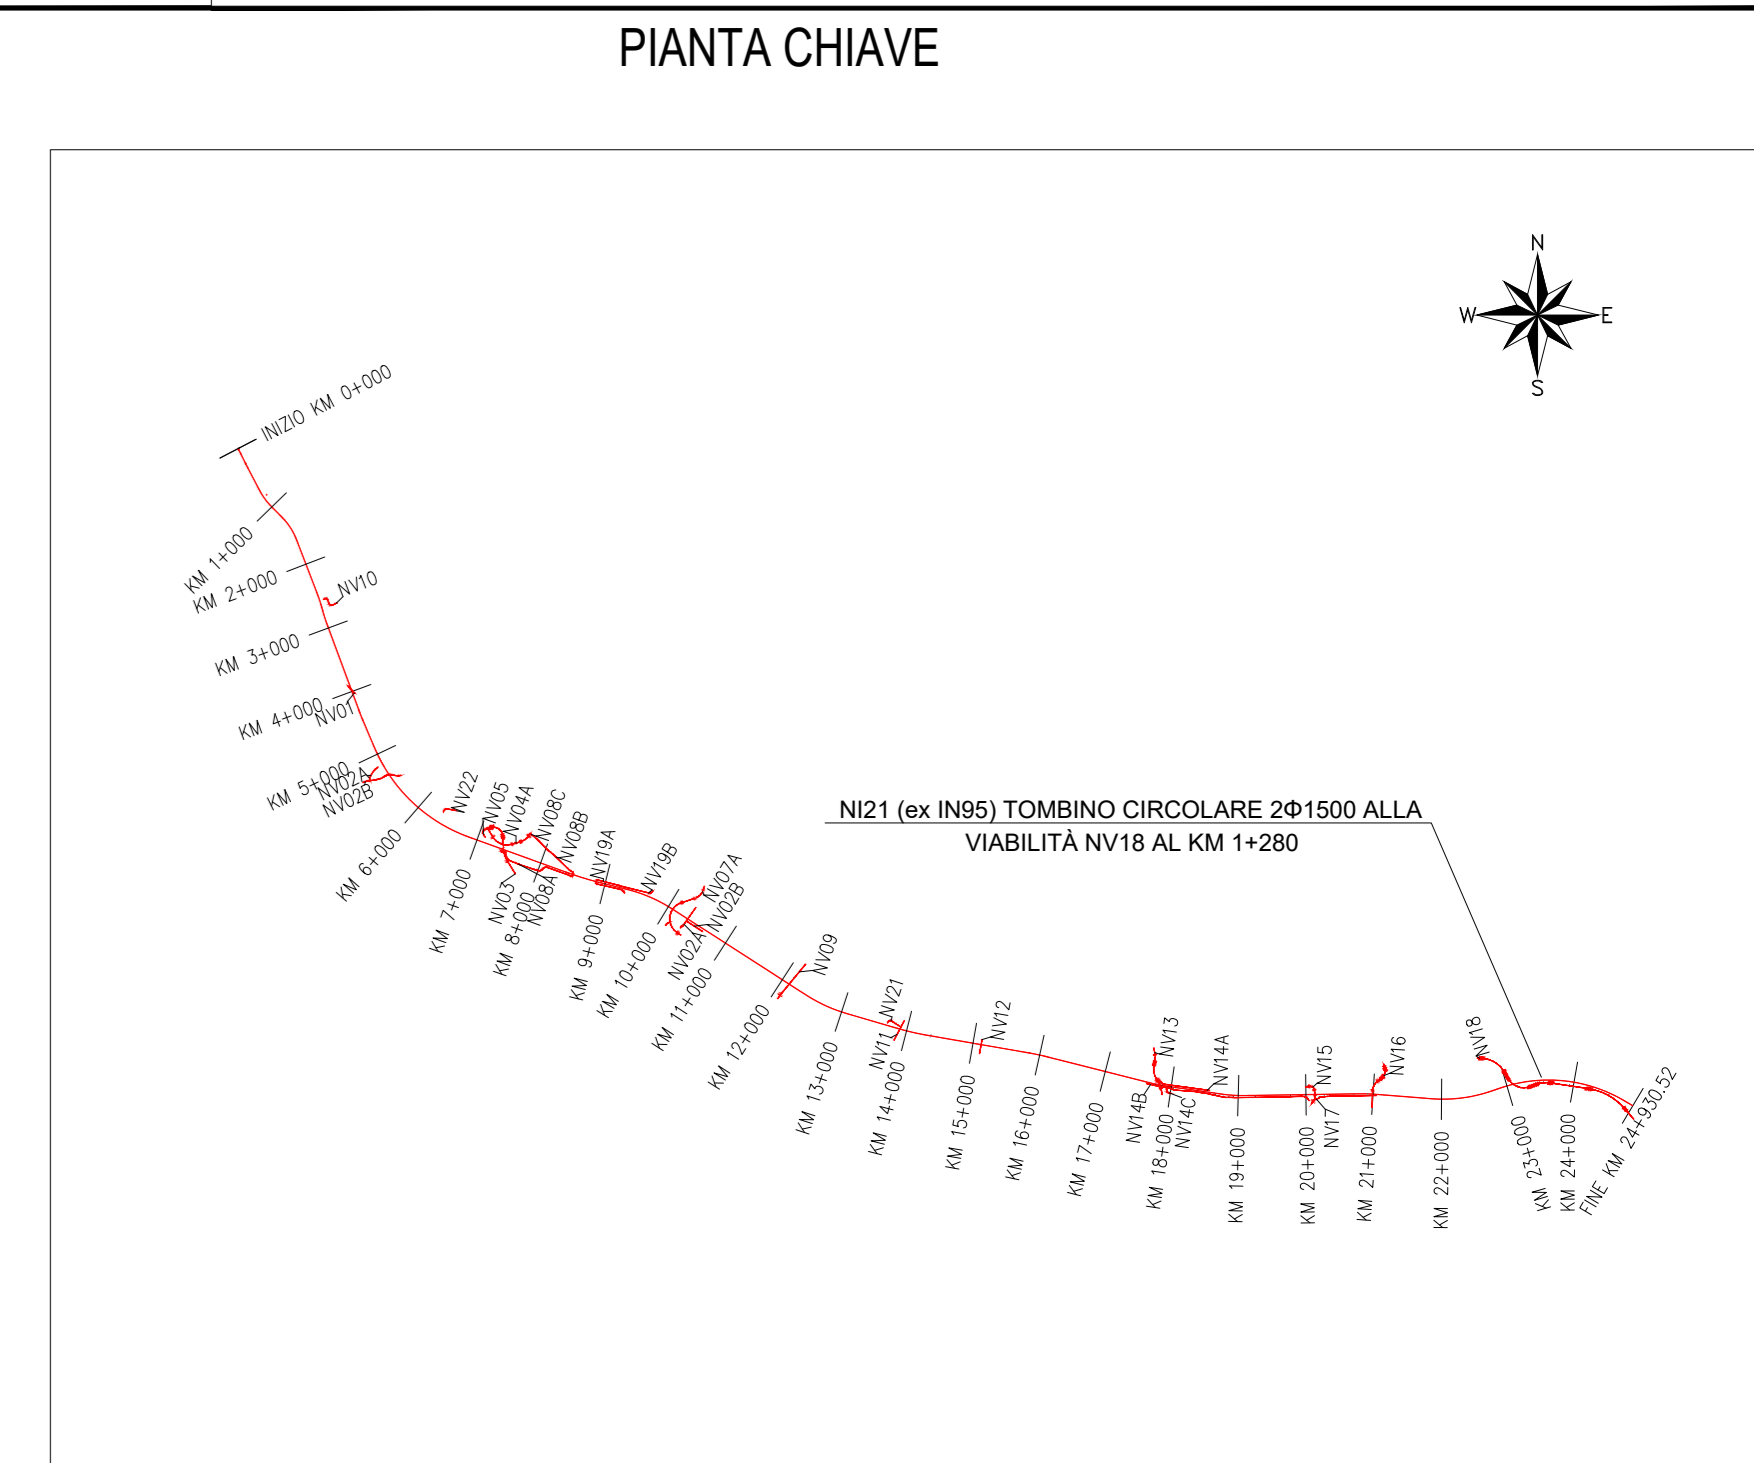 PIANTA CHIAVE
N
W
E
S
INIZIO KM 0+000
KM 1+000
KM 2+000
NV10
KM 3+000
KM 4+000
NV01
KM 5+000
NV02A
NV02B
KM 6+000
NV22
NV05
NV04A
NV08C
NV08B
KM 7+000
NV03
KM 8+000
NV08A
NV19A
NV19B
KM 9+000
KM 10+000
NV07A
NV02B
NV02A
KM 11+000
NV09
KM 12+000
KM 13+000
NV21
NV11
KM 14+000
NV12
KM 15+000
KM 16+000
KM 17+000
NV13
NV14A
NV14B
KM 18+000
NV14C
KM 19+000
NV15
KM 20+000
NV17
NV16
KM 21+000
KM 22+000
NI21 (ex IN95) TOMBINO CIRCOLARE 2Φ1500 ALLA
VIABILITÀ NV18 AL KM 1+280
NV18
KM 23+000
KM 24+000
FINE KM 24+930.52